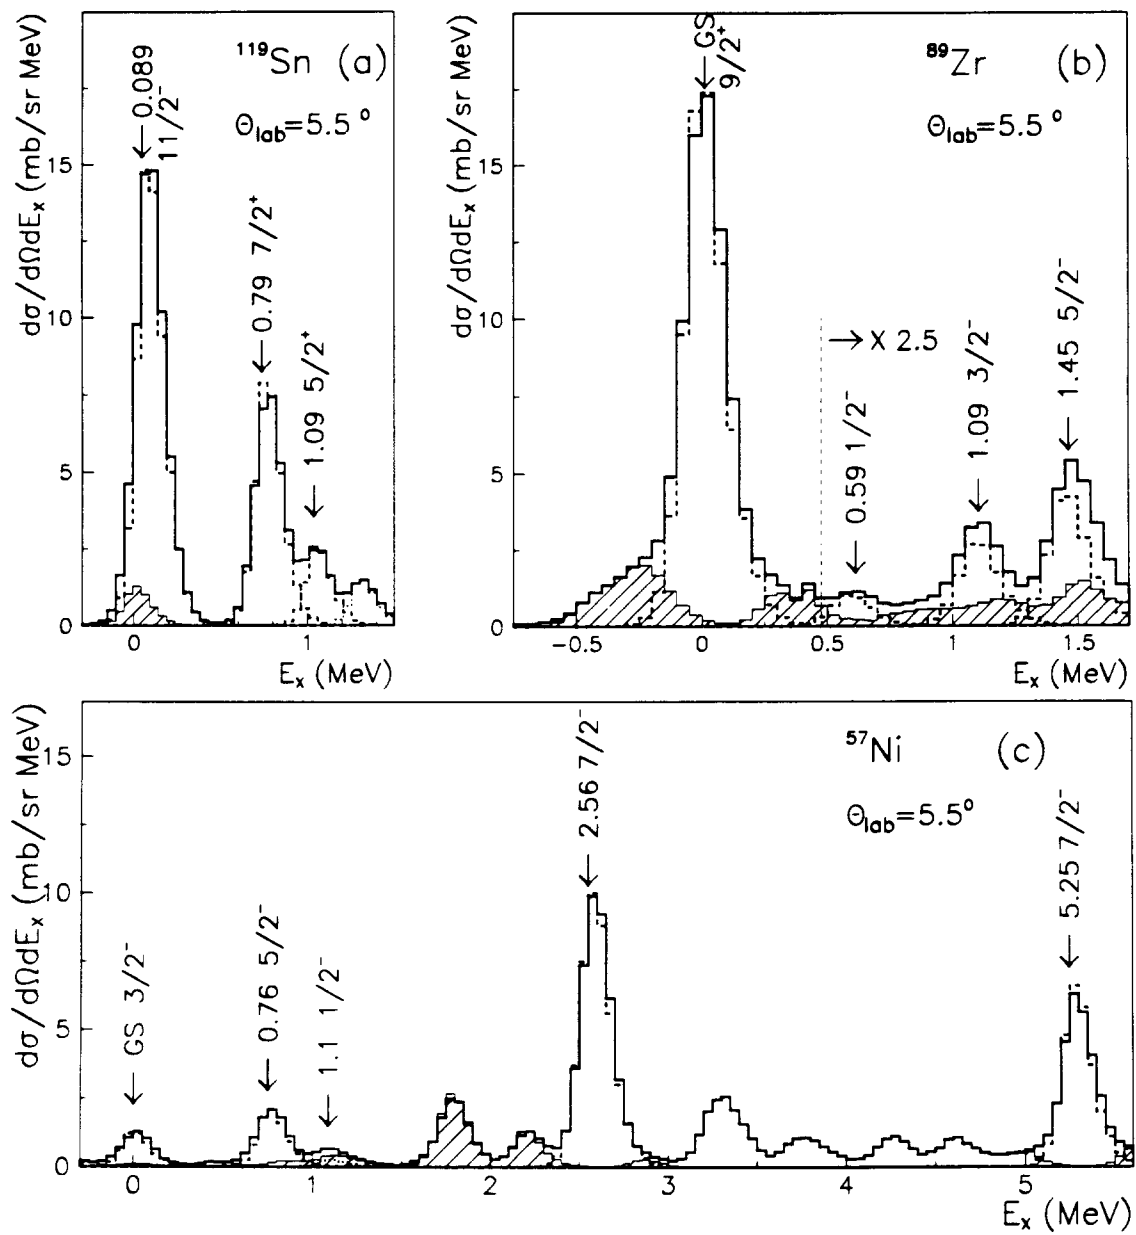 dσ/dΩdEₓ (mb/sr MeV)
¹¹⁹Sn (a)
Θlab=5.5°
0.089
11/2⁻
0.79 7/2⁺
1.09 5/2⁺
15
10
5
0
0 1
Eₓ (MeV)
dσ/dΩdEₓ (mb/sr MeV)
⁸⁹Zr (b)
Θlab=5.5°
GS
9/2⁺
→ X 2.5
0.59 1/2⁻
1.09 3/2⁻
1.45 5/2⁻
15
10
5
0
−0.5 0 0.5 1 1.5
Eₓ (MeV)
dσ/dΩdEₓ (mb/sr MeV)
⁵⁷Ni (c)
Θlab=5.5°
GS 3/2⁻
0.76 5/2⁻
1.1 1/2⁻
2.56 7/2⁻
5.25 7/2⁻
15
10
5
0
0 1 2 3 4 5
Eₓ (MeV)